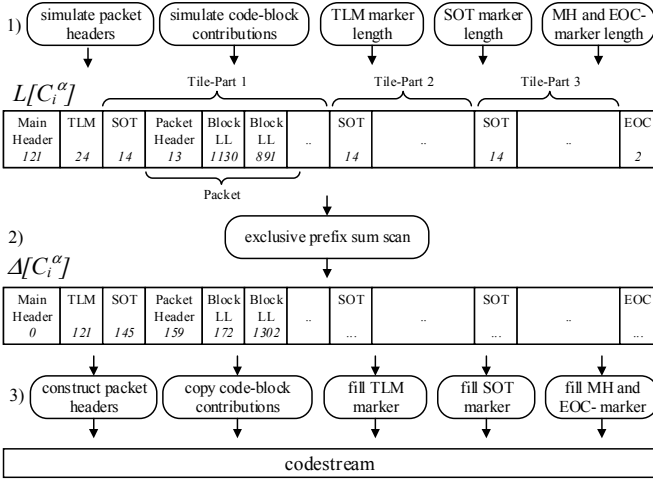 1)
simulate packet
headers
simulate code-block
contributions
TLM marker
length
SOT marker
length
MH and EOC-
marker length
L[C_i^α]
Tile-Part 1
Tile-Part 2
Tile-Part 3
Main
Header
121
TLM
24
SOT
14
Packet
Header
13
Block
LL
1130
Block
LL
891
..
SOT
14
..
SOT
14
..
EOC
2
Packet
2)
exclusive prefix sum scan
Δ[C_i^α]
Main
Header
0
TLM
121
SOT
145
Packet
Header
159
Block
LL
172
Block
LL
1302
..
SOT
...
..
SOT
...
..
EOC
...
3)
construct packet
headers
copy code-block
contributions
fill TLM
marker
fill SOT
marker
fill MH and
EOC- marker
codestream